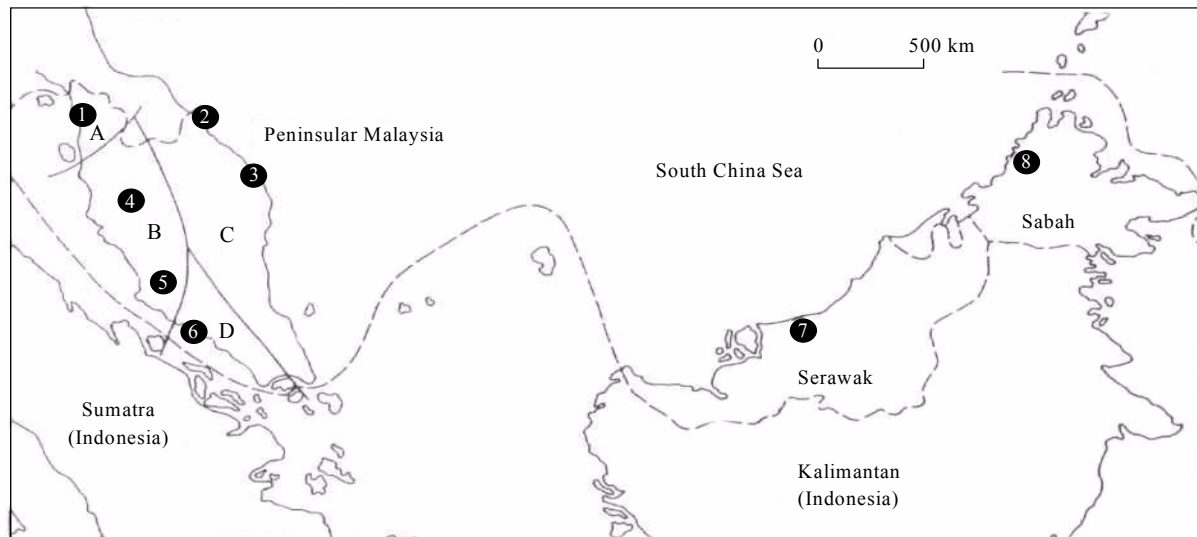 0 500 km
1
A
2
Peninsular Malaysia
3
South China Sea
8
4
B
C
Sabah
5
6
D
7
Serawak
Sumatra
(Indonesia)
Kalimantan
(Indonesia)